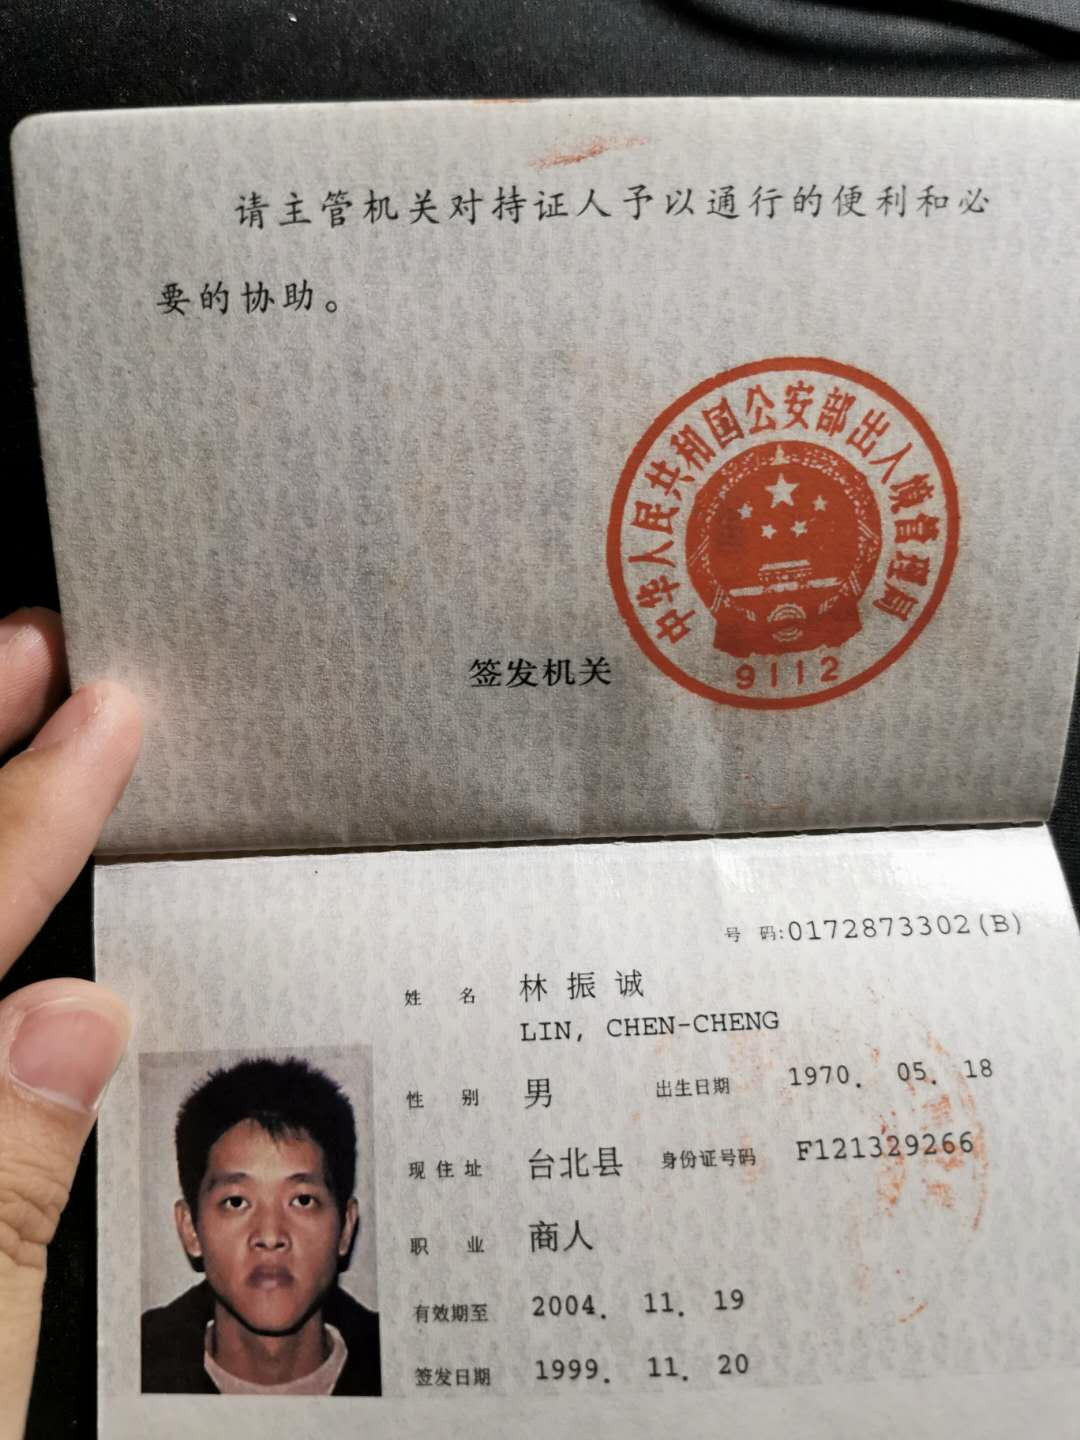 请主管机关对持证人予以通行的便利和必
要的协助。
中华人民共和国公安部出入境管理局
9112
签发机关
号 码:0172873302(B)
姓 名 林振诚
LIN, CHEN-CHENG
性 别 男 出生日期 1970. 05. 18
现住址 台北县 身份证号码 F121329266
职 业 商人
有效期至 2004. 11. 19
签发日期 1999. 11. 20